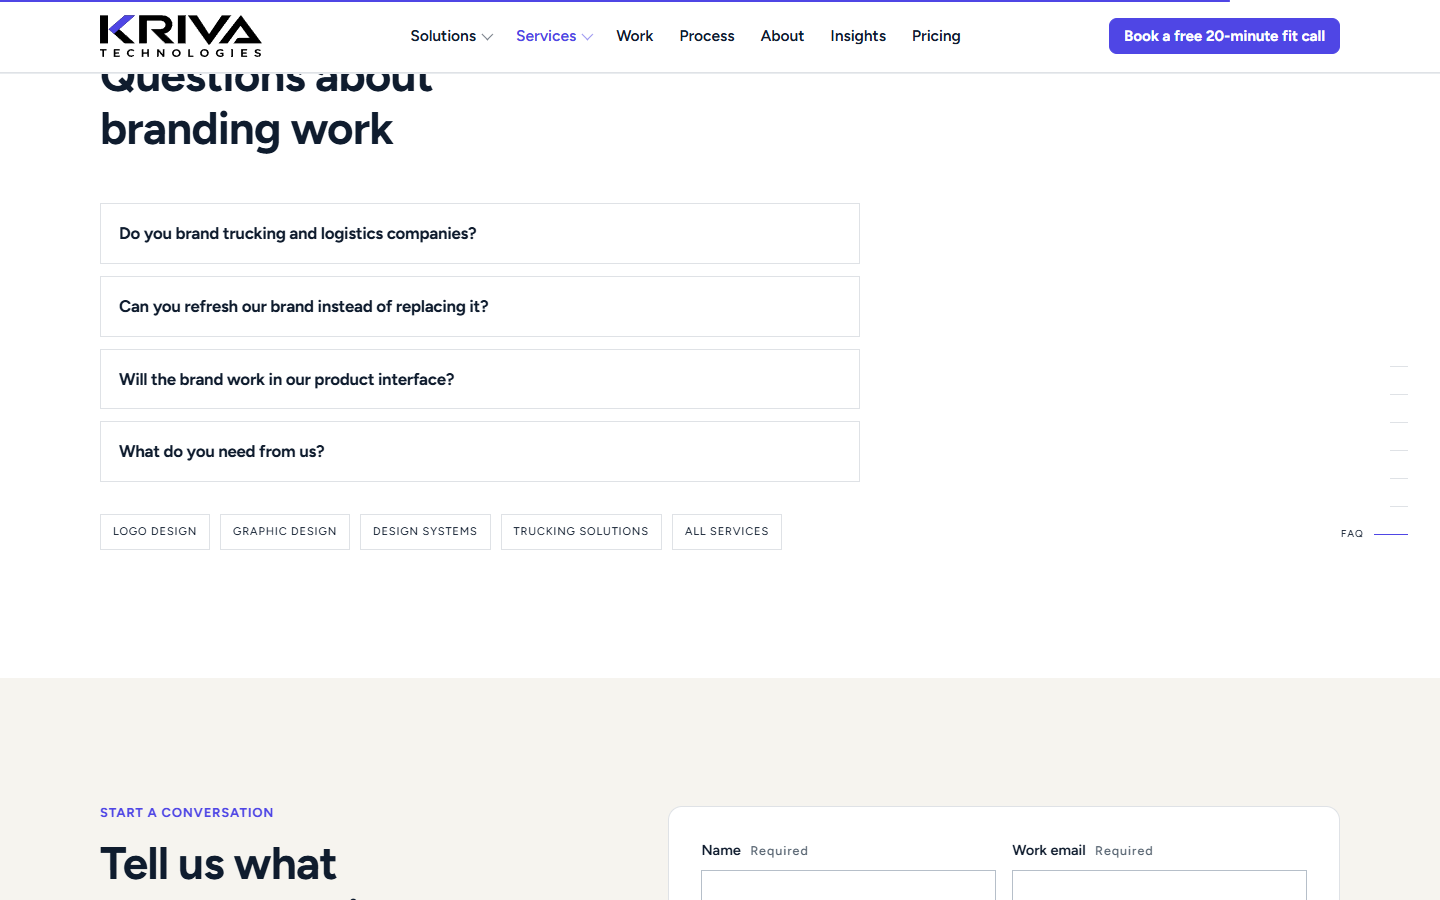 KRIVA
TECHNOLOGIES
Solutions
Services
Work
Process
About
Insights
Pricing
Book a free 20-minute fit call
Questions about
branding work
Do you brand trucking and logistics companies?
Can you refresh our brand instead of replacing it?
Will the brand work in our product interface?
What do you need from us?
LOGO DESIGN
GRAPHIC DESIGN
DESIGN SYSTEMS
TRUCKING SOLUTIONS
ALL SERVICES
FAQ
START A CONVERSATION
Tell us what
Name Required
Work email Required